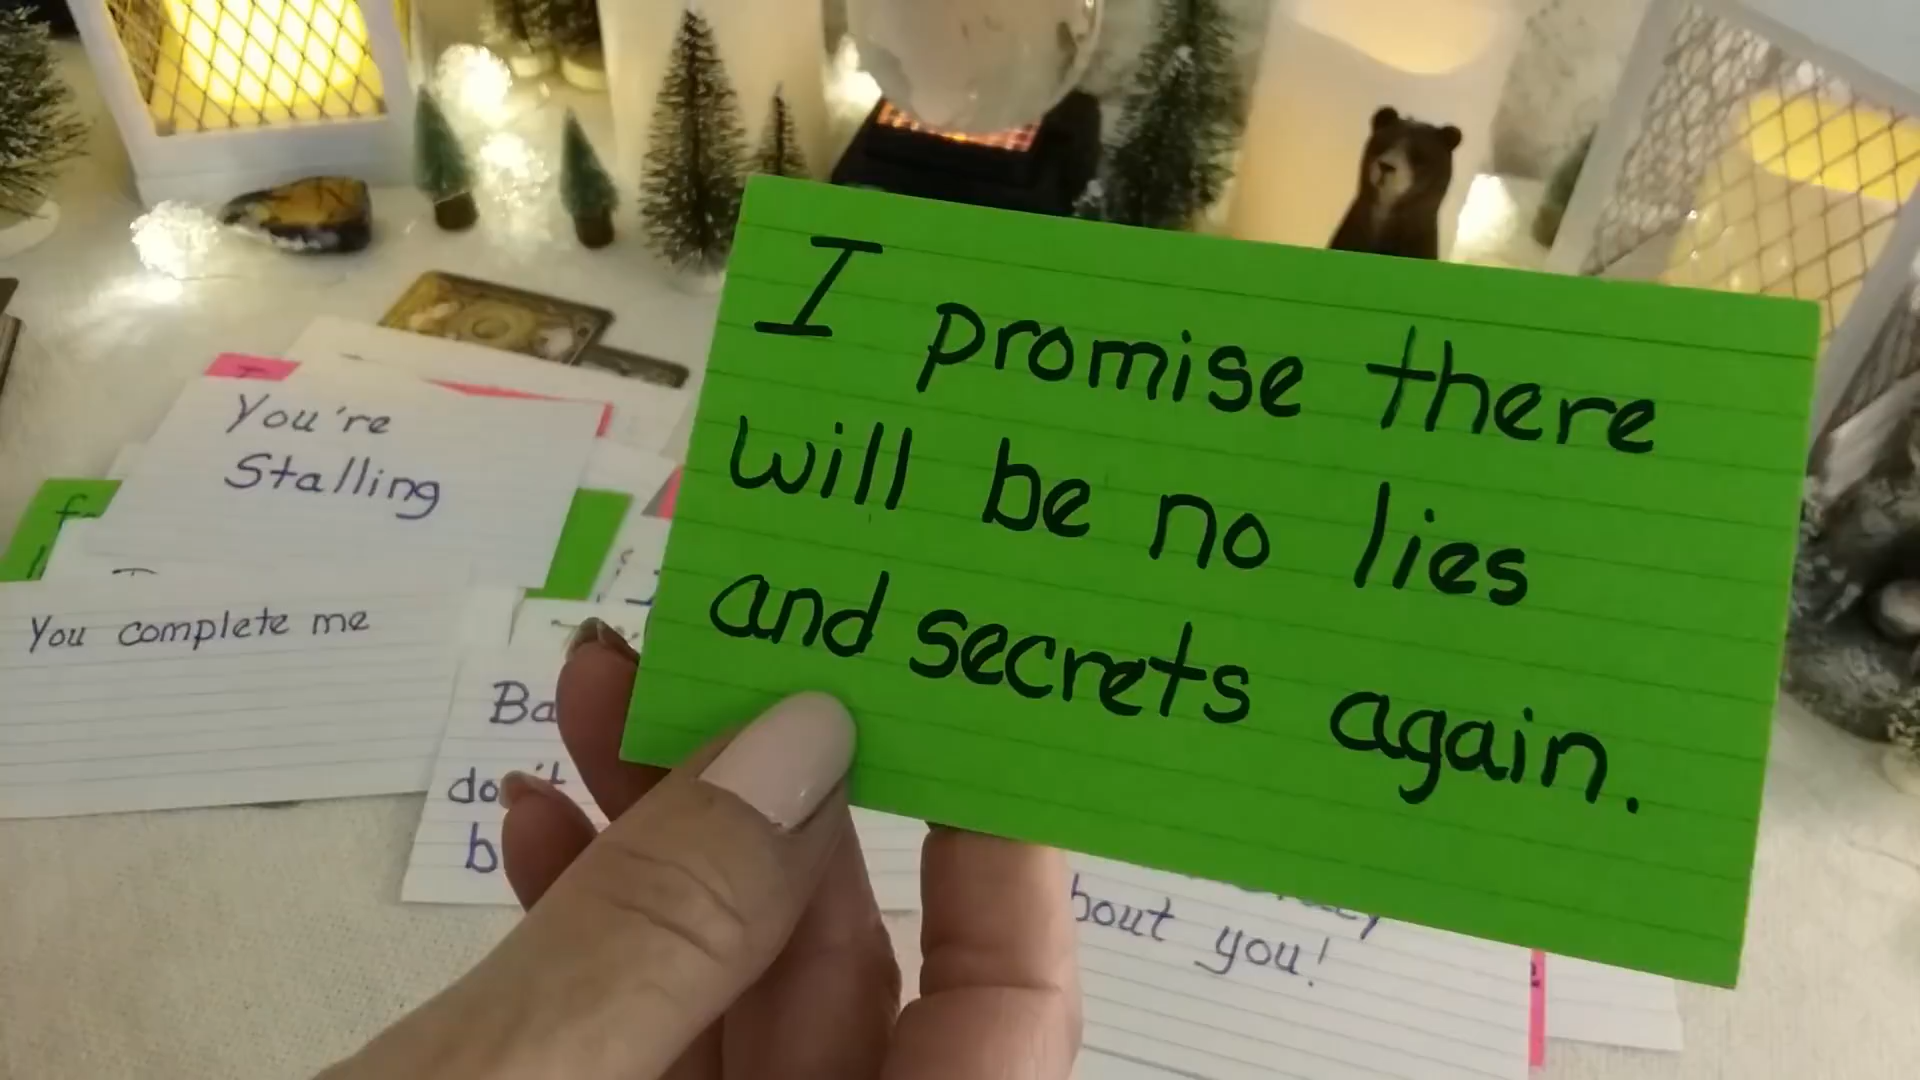 I promise there
will be no lies
and secrets again.
You're
Stalling
You complete me
bout you!